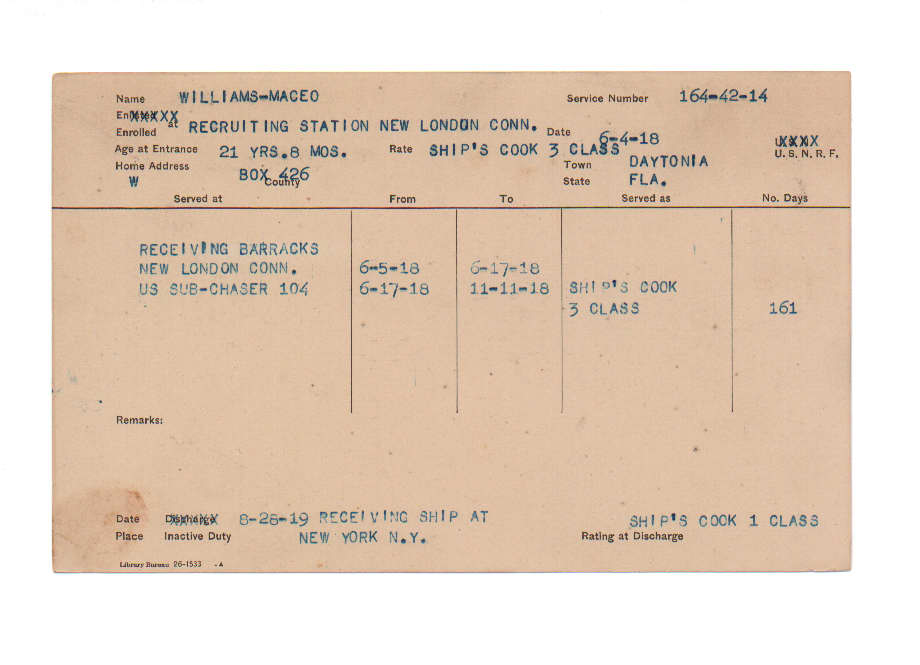 Name WILLIAMS-MACEO Service Number 164-42-14
Enrolled at RECRUITING STATION NEW LONDON CONN. Date 6-4-18
Age at Entrance 21 YRS.8 MOS. Rate SHIP'S COOK 3 CLASS U.S.N.R.F.
Home Address BOX 426 Town DAYTONIA
W County State FLA.
Served at From To Served as No. Days
RECEIVING BARRACKS
NEW LONDON CONN. 6-5-18 6-17-18
US SUB-CHASER 104 6-17-18 11-11-18 SHIP'S COOK
3 CLASS 161
Remarks:
Date Discharge 8-28-19 RECEIVING SHIP AT SHIP'S COOK 1 CLASS
Place Inactive Duty NEW YORK N.Y. Rating at Discharge
Library Bureau 26-1533 .A